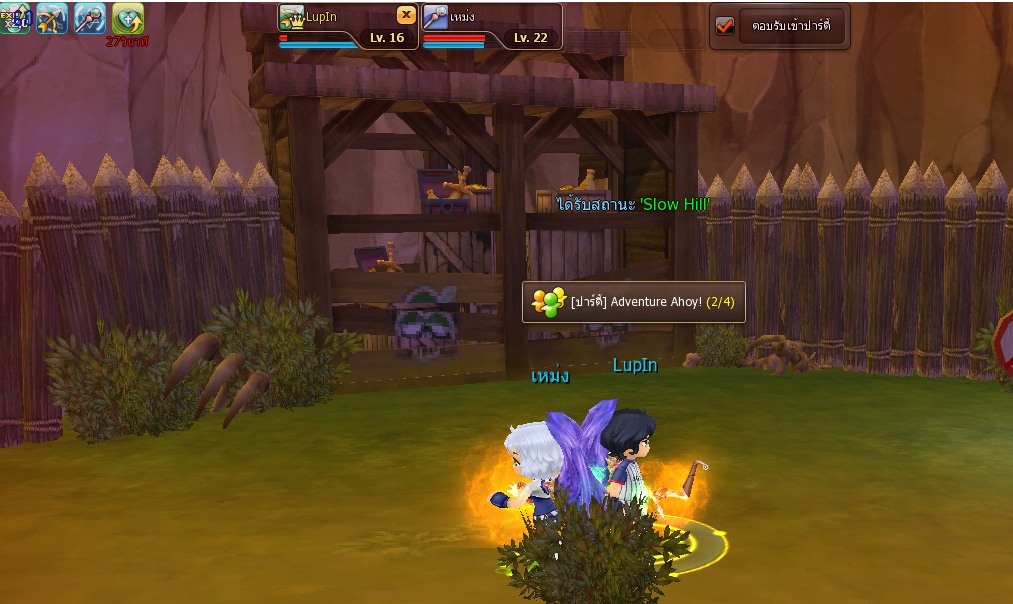 LupIn
Lv. 16
เหม่ง
Lv. 22
ตอบรับเข้าปาร์ตี้
27วินาที
ได้รับสถานะ 'Slow Hill'
[ปาร์ตี้] Adventure Ahoy! (2/4)
เหม่ง
LupIn